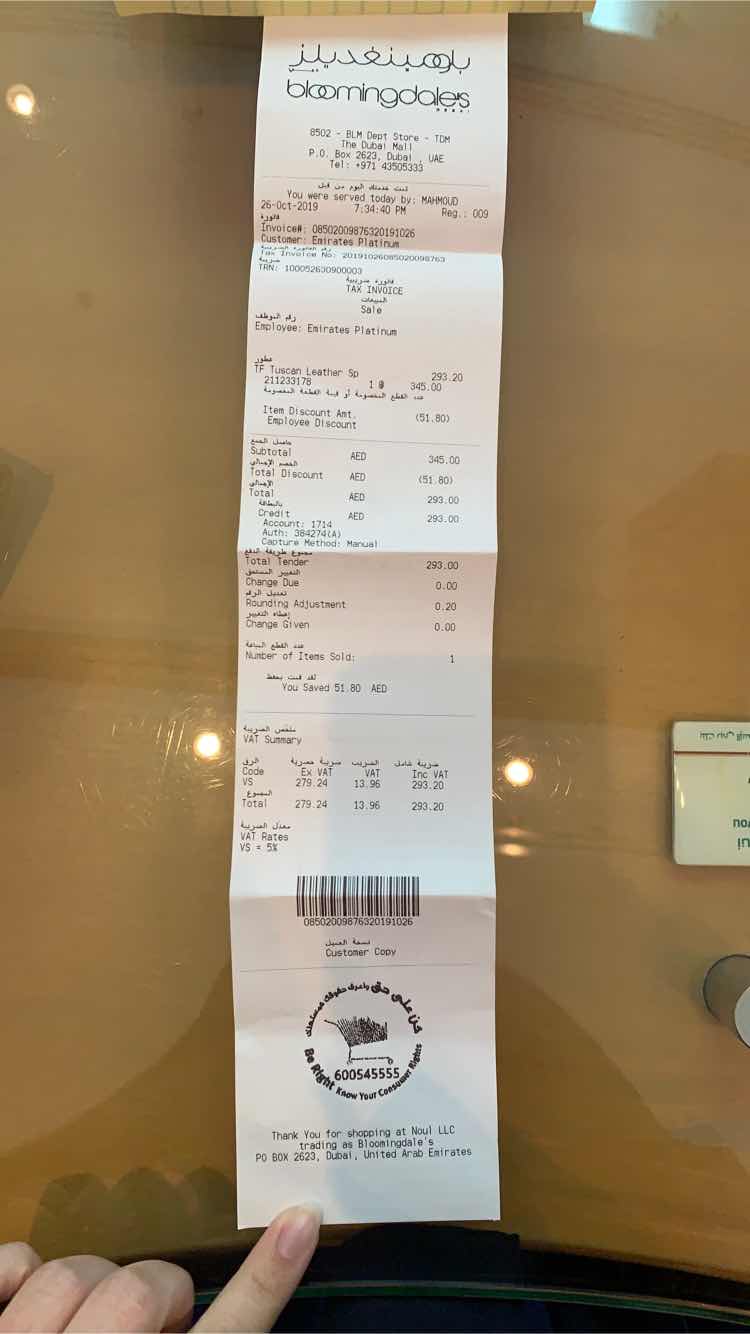 بلومينغديلز
دبي
bloomingdale's
DUBAI
8502 - BLM Dept Store - TDM
The Dubai Mall
P.O. Box 2623, Dubai , UAE
Tel: +971 43505333
تمت خدمتك اليوم من قبل
You were served today by: MAHMOUD
26-Oct-2019 7:34:40 PM Reg.: 009
فاتورة
Invoice#: 08502009876320191026
Customer: Emirates Platinum
رقم الفاتورة الضريبية
Tax Invoice No: 20191026085020098763
ضريبة
TRN: 100052630900003
فاتورة ضريبية
TAX INVOICE
المبيعات
Sale
رقم الموظف
Employee: Emirates Platinum
عطور
TF Tuscan Leather Sp 293.20
211233178 1 @ 345.00
عدد القطع المخصومة أو قيمة القطعة المخصومة
Item Discount Amt. (51.80)
Employee Discount
حاصل الجمع
Subtotal AED 345.00
الخصم الإجمالي
Total Discount AED (51.80)
الإجمالي
Total AED 293.00
بالبطاقة
Credit AED 293.00
Account: 1714
Auth: 384274(A)
Capture Method: Manual
مجموع طريقة الدفع
Total Tender 293.00
التغيير المستحق
Change Due 0.00
تعديل الرقم
Rounding Adjustment 0.20
إعطاء التغيير
Change Given 0.00
عدد القطع المباعة
Number of Items Sold: 1
لقد قمت بحفظ
You Saved 51.80 AED
ملخص الضريبة
VAT Summary
الرق ضريبة حصرية الضريب ضريبة شامل
Code Ex VAT VAT Inc VAT
VS 279.24 13.96 293.20
المجموع
Total 279.24 13.96 293.20
معدل الضريبة
VAT Rates
VS = 5%
08502009876320191026
نسخة العميل
Customer Copy
كن على حق واعرف حقوقك كمستهلك
600545555
Be Right Know Your Consumer Rights
Thank You for shopping at Noul LLC
trading as Bloomingdale's
PO BOX 2623, Dubai, United Arab Emirates